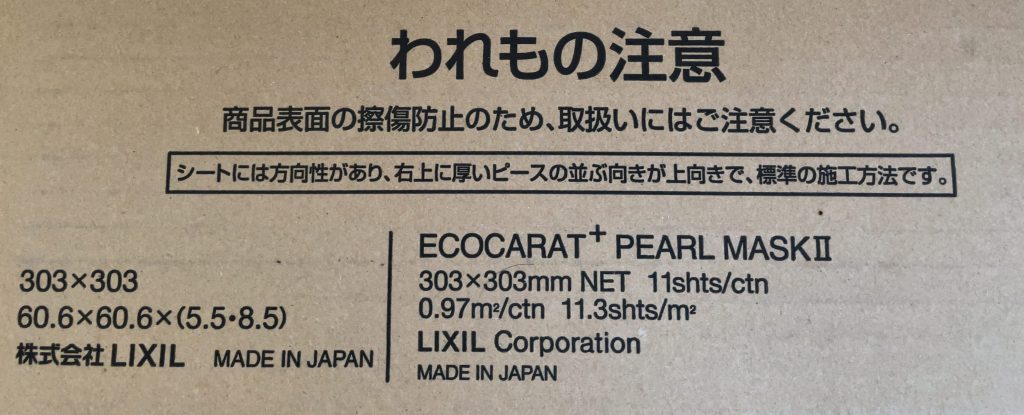 われもの注意
商品表面の擦傷防止のため、取扱いにはご注意ください。
シートには方向性があり、右上に厚いピースの並ぶ向きが上向きで、標準の施工方法です。
303×303
60.6×60.6×(5.5・8.5)
株式会社 LIXIL MADE IN JAPAN
ECOCARAT+ PEARL MASKⅡ
303×303mm NET 11shts/ctn
0.97m²/ctn 11.3shts/m²
LIXIL Corporation
MADE IN JAPAN